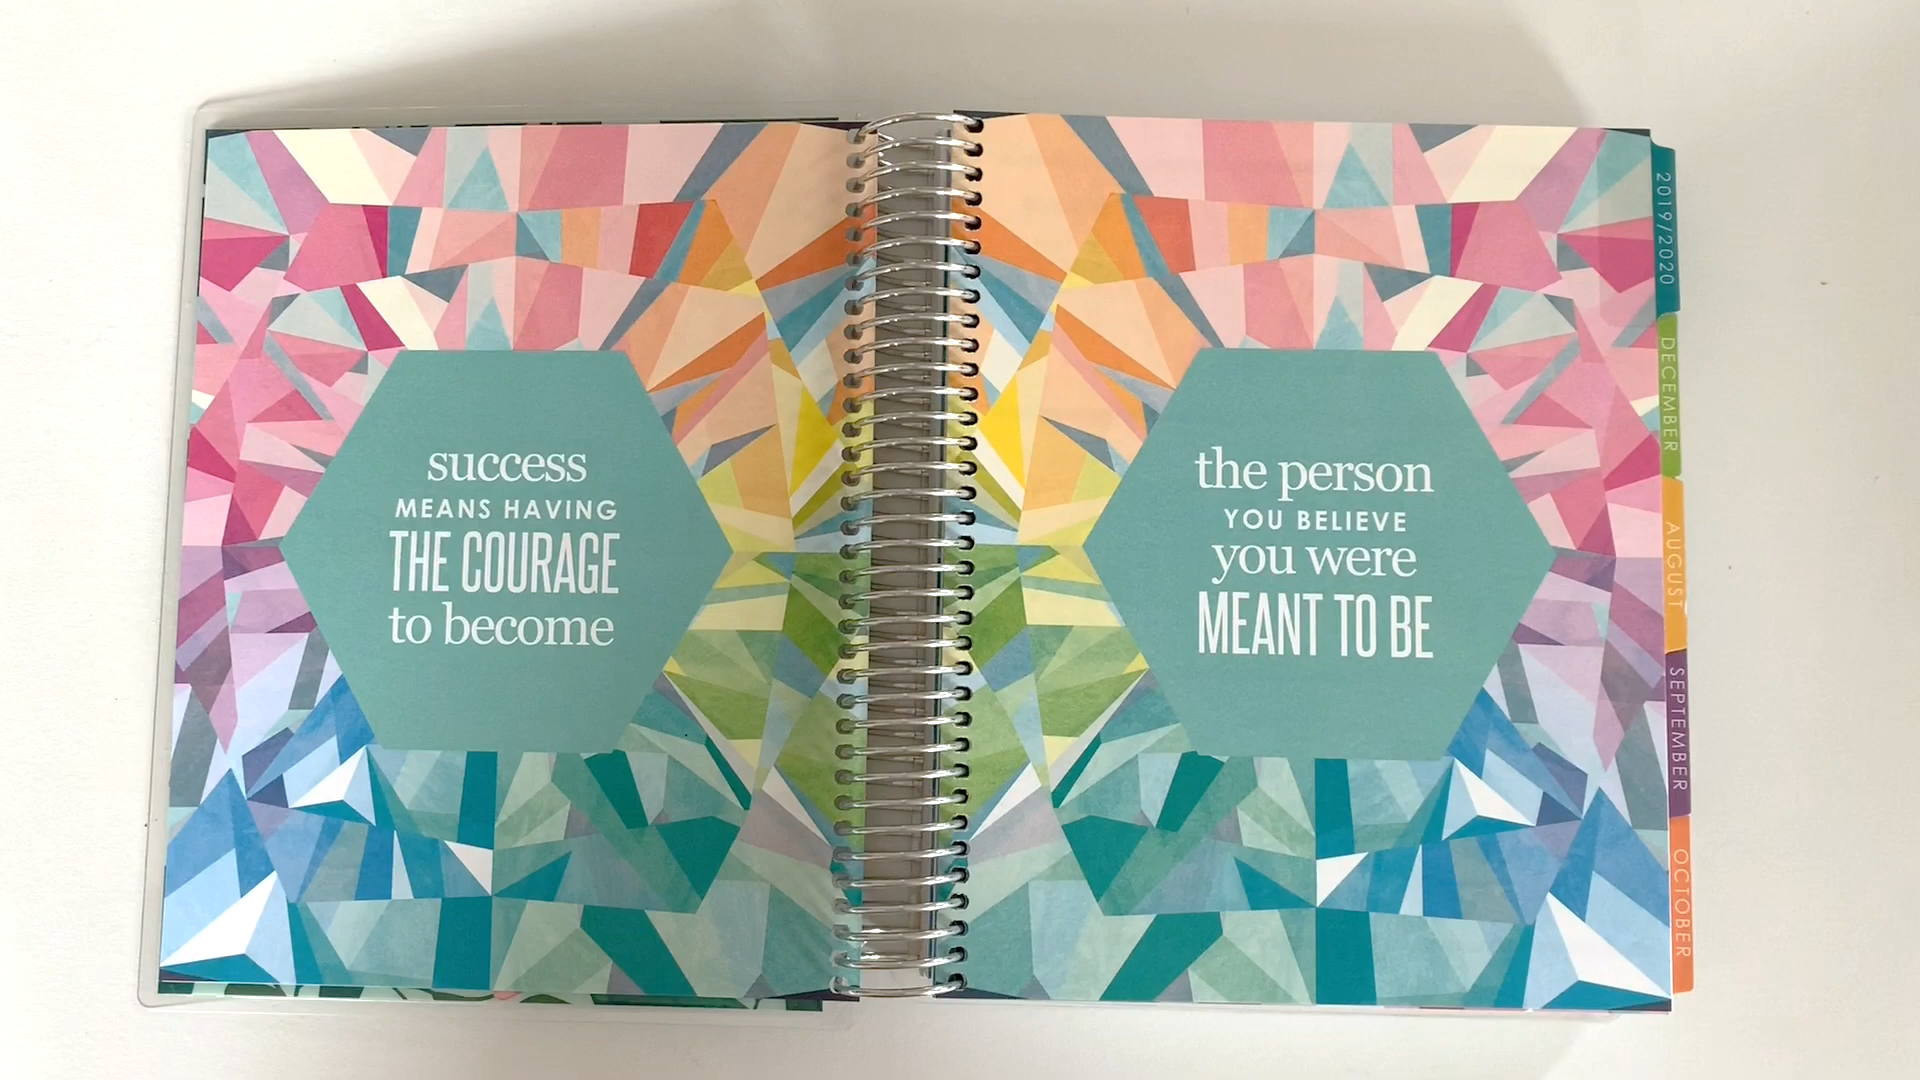 success
MEANS HAVING
THE COURAGE
to become
the person
YOU BELIEVE
you were
MEANT TO BE
2019/2020
DECEMBER
AUGUST
SEPTEMBER
OCTOBER